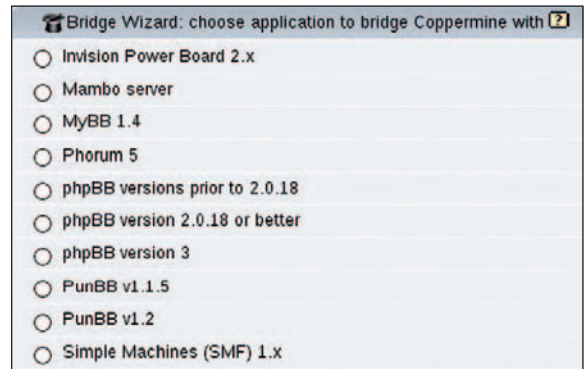 Bridge Wizard: choose application to bridge Coppermine with ?
Invision Power Board 2.x
Mambo server
MyBB 1.4
Phorum 5
phpBB versions prior to 2.0.18
phpBB version 2.0.18 or better
phpBB version 3
PunBB v1.1.5
PunBB v1.2
Simple Machines (SMF) 1.x